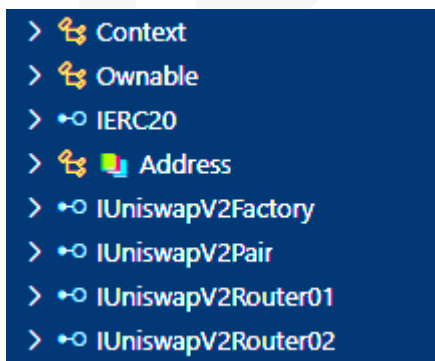 Context
Ownable
IERC20
Address
IUniswapV2Factory
IUniswapV2Pair
IUniswapV2Router01
IUniswapV2Router02